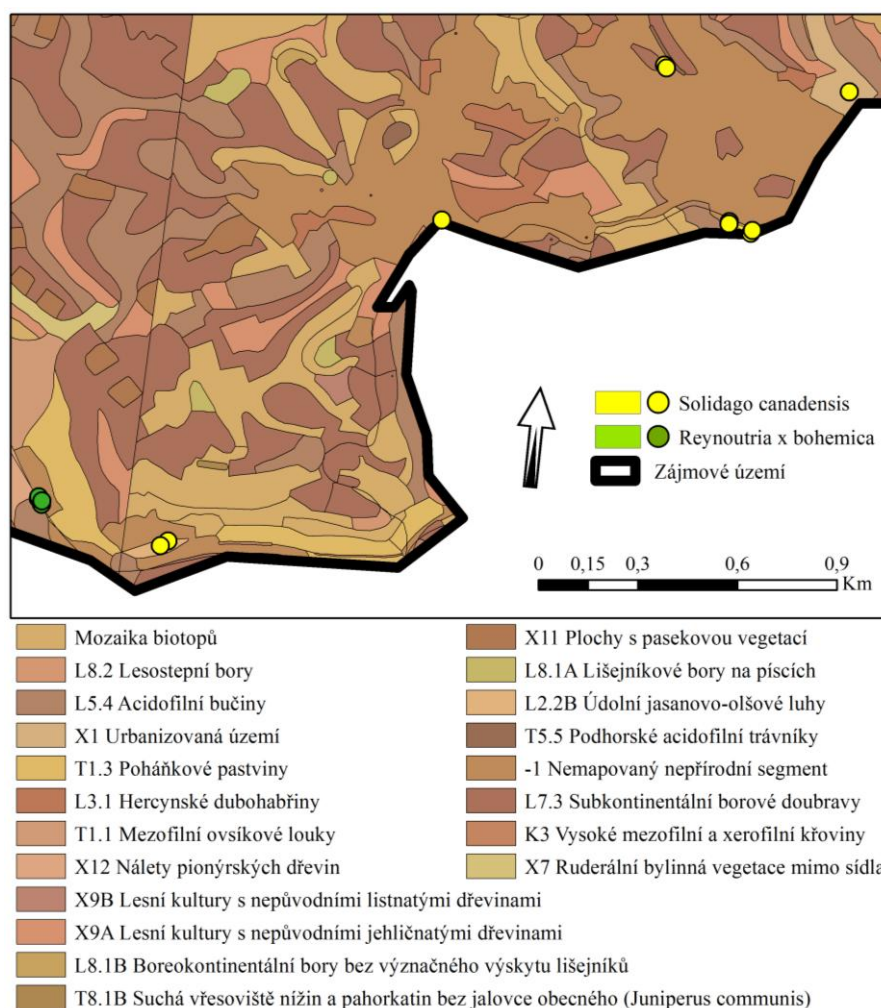 Solidago canadensis
Reynoutria x bohemica
Zájmové území
0 0,15 0,3 0,6 0,9
Km
Mozaika biotopů
L8.2 Lesostepní bory
L5.4 Acidofilní bučiny
X1 Urbanizovaná území
T1.3 Poháňkové pastviny
L3.1 Hercynské dubohabřiny
T1.1 Mezofilní ovsíkové louky
X12 Nálety pionýrských dřevin
X9B Lesní kultury s nepůvodními listnatými dřevinami
X9A Lesní kultury s nepůvodními jehličnatými dřevinami
L8.1B Boreokontinentální bory bez význačného výskytu lišejníků
T8.1B Suchá vřesoviště nížin a pahorkatin bez jalovce obecného (Juniperus communis)
X11 Plochy s pasekovou vegetací
L8.1A Lišejníkové bory na píscích
L2.2B Údolní jasanovo-olšové luhy
T5.5 Podhorské acidofilní trávníky
-1 Nemapovaný nepřírodní segment
L7.3 Subkontinentální borové doubravy
K3 Vysoké mezofilní a xerofilní křoviny
X7 Ruderální bylinná vegetace mimo sídla